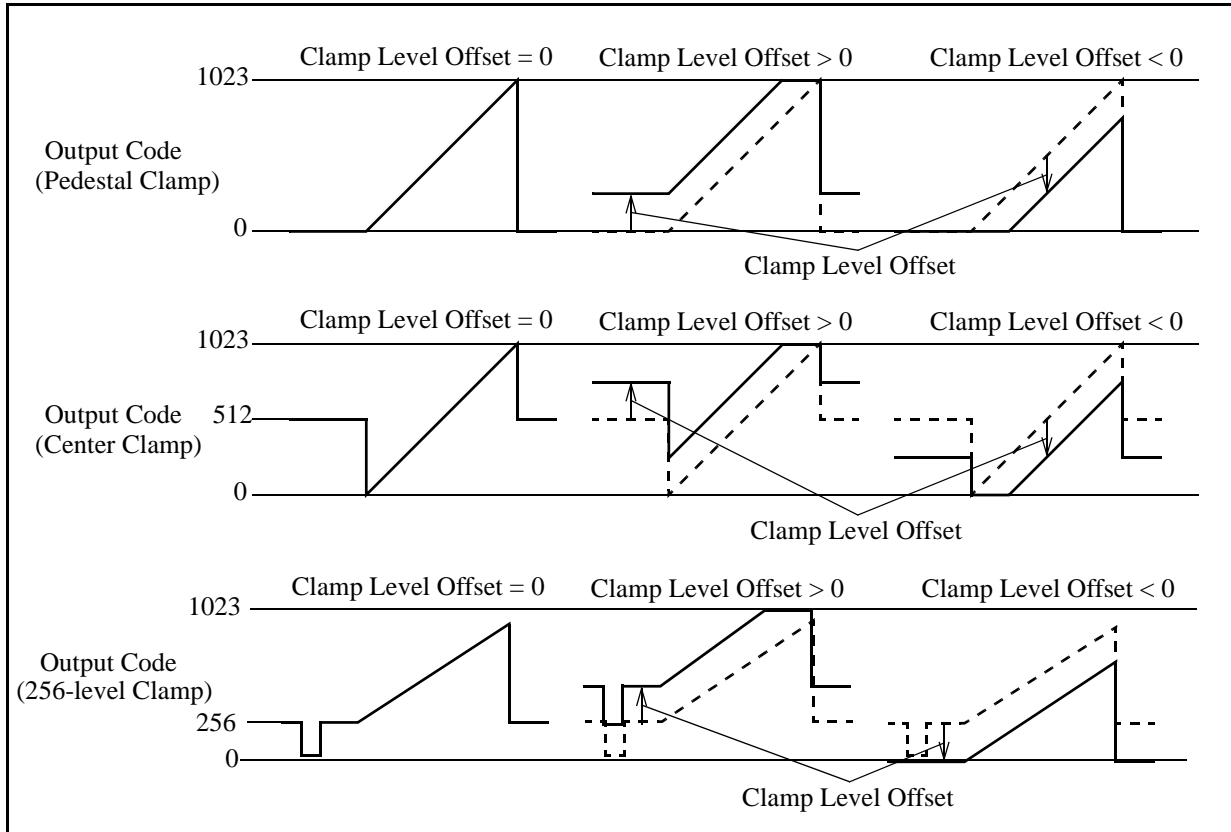 Clamp Level Offset = 0
Clamp Level Offset > 0
Clamp Level Offset < 0
1023
Output Code
(Pedestal Clamp)
0
Clamp Level Offset
Clamp Level Offset = 0
Clamp Level Offset > 0
Clamp Level Offset < 0
1023
Output Code
(Center Clamp)
512
0
Clamp Level Offset
Clamp Level Offset = 0
Clamp Level Offset > 0
Clamp Level Offset < 0
1023
Output Code
(256-level Clamp)
256
0
Clamp Level Offset